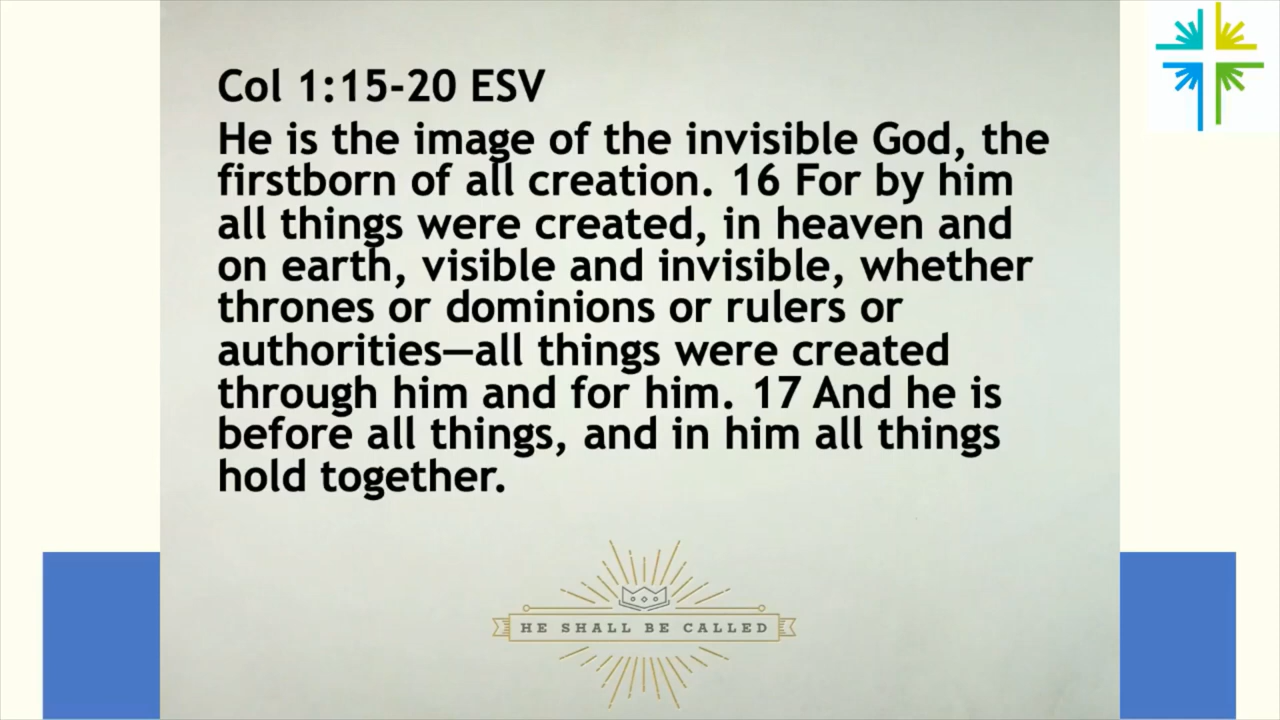 Col 1:15-20 ESV
He is the image of the invisible God, the
firstborn of all creation. 16 For by him
all things were created, in heaven and
on earth, visible and invisible, whether
thrones or dominions or rulers or
authorities—all things were created
through him and for him. 17 And he is
before all things, and in him all things
hold together.
HE SHALL BE CALLED